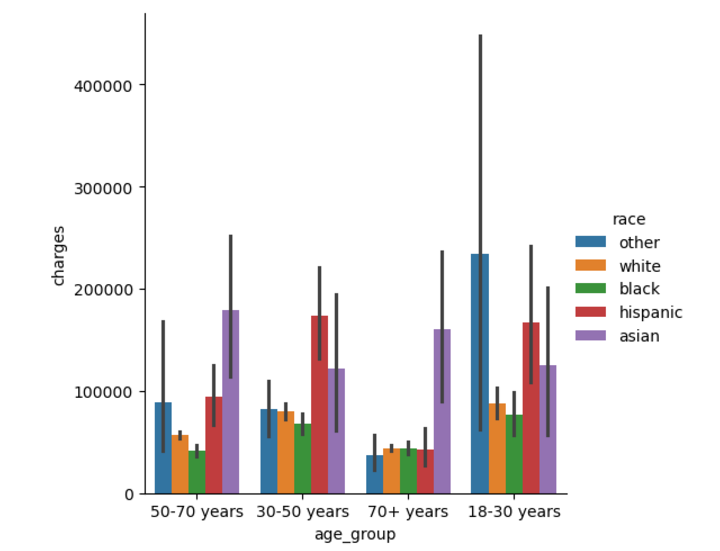 400000
300000
200000
100000
0
charges
50-70 years 30-50 years 70+ years 18-30 years
age_group
race
other
white
black
hispanic
asian